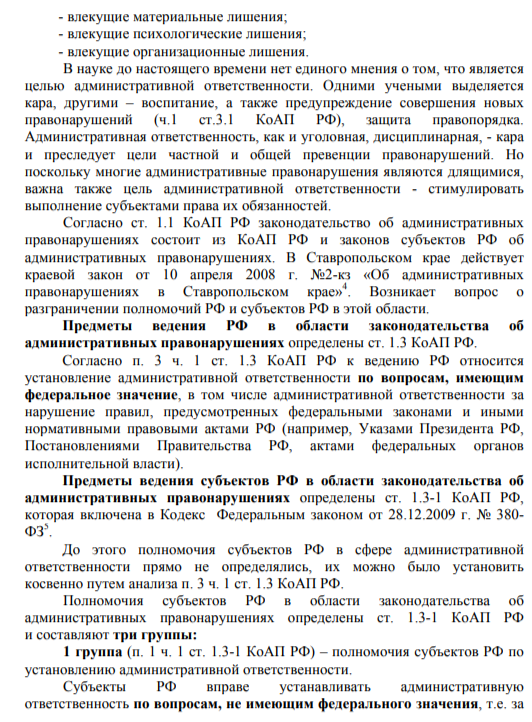 - влекущие материальные лишения;
- влекущие психологические лишения;
- влекущие организационные лишения.
В науке до настоящего времени нет единого мнения о том, что является
целью административной ответственности. Одними учеными выделяется
кара, другими – воспитание, а также предупреждение совершения новых
правонарушений (ч.1 ст.3.1 КоАП РФ), защита правопорядка.
Административная ответственность, как и уголовная, дисциплинарная, - кара
и преследует цели частной и общей превенции правонарушений. Но
поскольку многие административные правонарушения являются длящимися,
важна также цель административной ответственности - стимулировать
выполнение субъектами права их обязанностей.
Согласно ст. 1.1 КоАП РФ законодательство об административных
правонарушениях состоит из КоАП РФ и законов субъектов РФ об
административных правонарушениях. В Ставропольском крае действует
краевой закон от 10 апреля 2008 г. №2-кз «Об административных
правонарушениях в Ставропольском крае»4. Возникает вопрос о
разграничении полномочий РФ и субъектов РФ в этой области.
Предметы ведения РФ в области законодательства об
административных правонарушениях определены ст. 1.3 КоАП РФ.
Согласно п. 3 ч. 1 ст. 1.3 КоАП РФ к ведению РФ относится
установление административной ответственности по вопросам, имеющим
федеральное значение, в том числе административной ответственности за
нарушение правил, предусмотренных федеральными законами и иными
нормативными правовыми актами РФ (например, Указами Президента РФ,
Постановлениями Правительства РФ, актами федеральных органов
исполнительной власти).
Предметы ведения субъектов РФ в области законодательства об
административных правонарушениях определены ст. 1.3-1 КоАП РФ,
которая включена в Кодекс Федеральным законом от 28.12.2009 г. № 380-
ФЗ5.
До этого полномочия субъектов РФ в сфере административной
ответственности прямо не определялись, их можно было установить
косвенно путем анализа п. 3 ч. 1 ст. 1.3 КоАП РФ.
Полномочия субъектов РФ в области законодательства об
административных правонарушениях определены ст. 1.3-1 КоАП РФ
и составляют три группы:
1 группа (п. 1 ч. 1 ст. 1.3-1 КоАП РФ) – полномочия субъектов РФ по
установлению административной ответственности.
Субъекты РФ вправе устанавливать административную
ответственность по вопросам, не имеющим федерального значения, т.е. за